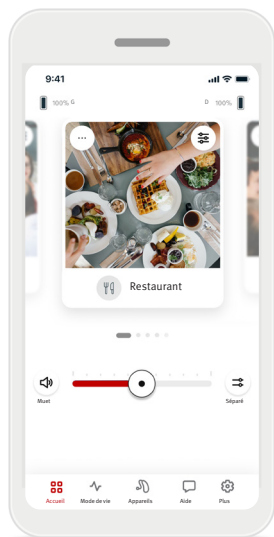 9:41
100% G
D 100%
Restaurant
Muet
Séparé
Accueil Mode de vie Appareils Aide Plus